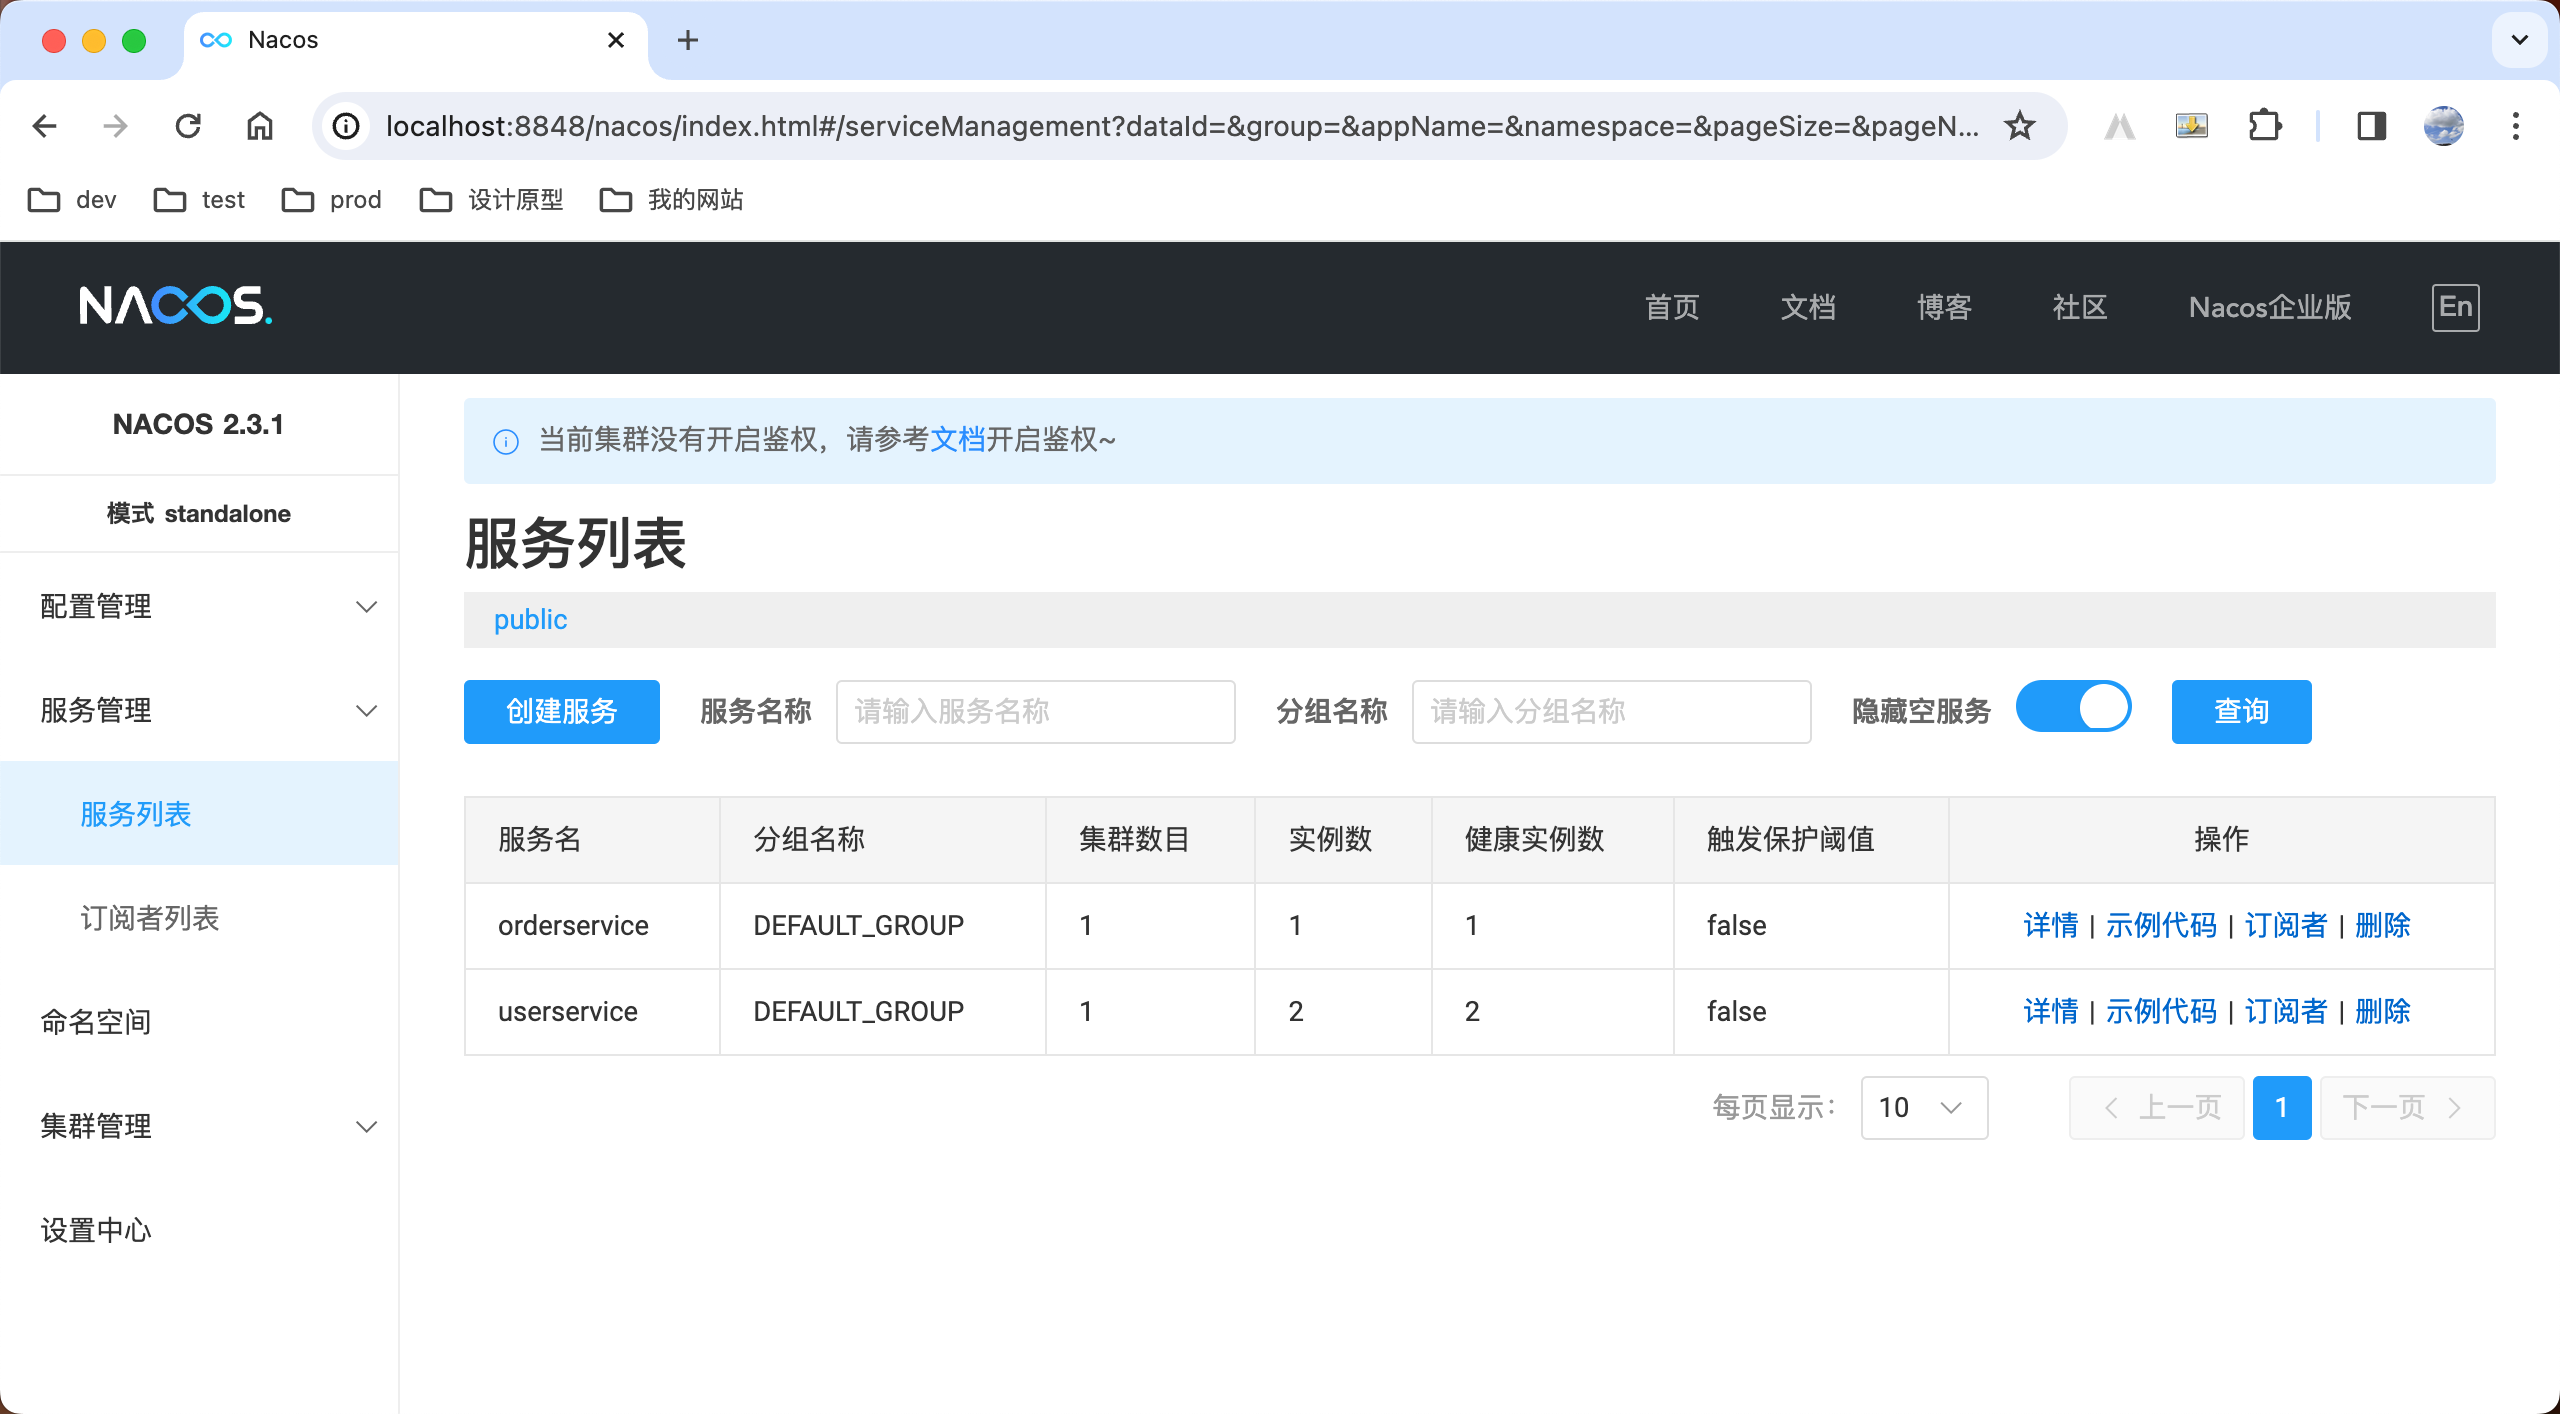 Nacos
localhost:8848/nacos/index.html#/serviceManagement?dataId=&group=&appName=&namespace=&pageSize=&pageN...
dev test prod 设计原型 我的网站
NACOS. 首页 文档 博客 社区 Nacos企业版 En
NACOS 2.3.1
模式 standalone
配置管理
服务管理
服务列表
订阅者列表
命名空间
集群管理
设置中心
当前集群没有开启鉴权，请参考文档开启鉴权~
服务列表
public
创建服务 服务名称 请输入服务名称 分组名称 请输入分组名称 隐藏空服务 查询
服务名 分组名称 集群数目 实例数 健康实例数 触发保护阈值 操作
orderservice DEFAULT_GROUP 1 1 1 false 详情 | 示例代码 | 订阅者 | 删除
userservice DEFAULT_GROUP 1 2 2 false 详情 | 示例代码 | 订阅者 | 删除
每页显示： 10 上一页 1 下一页